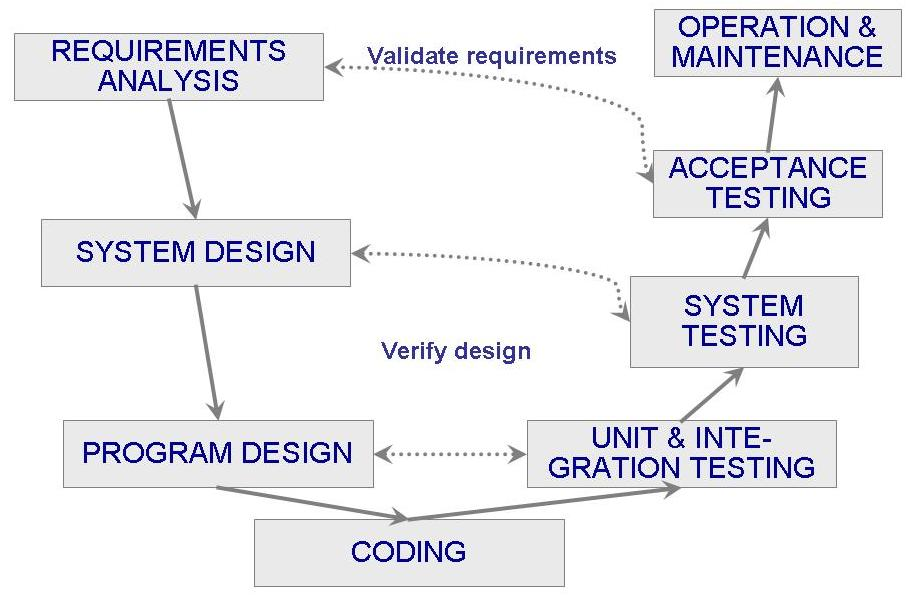 REQUIREMENTS
ANALYSIS
Validate requirements
OPERATION &
MAINTENANCE
ACCEPTANCE
TESTING
SYSTEM DESIGN
SYSTEM
TESTING
Verify design
PROGRAM DESIGN
UNIT & INTE-
GRATION TESTING
CODING